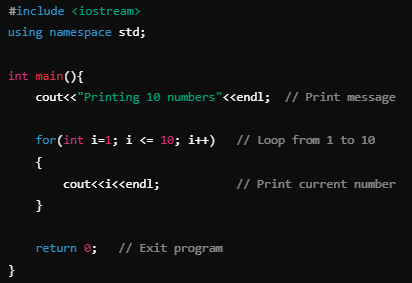 #include <iostream>
using namespace std;
int main(){
cout<<"Printing 10 numbers"<<endl;  // Print message
for(int i=1; i <= 10; i++)   // Loop from 1 to 10
{
cout<<i<<endl;           // Print current number
}
return 0;   // Exit program
}